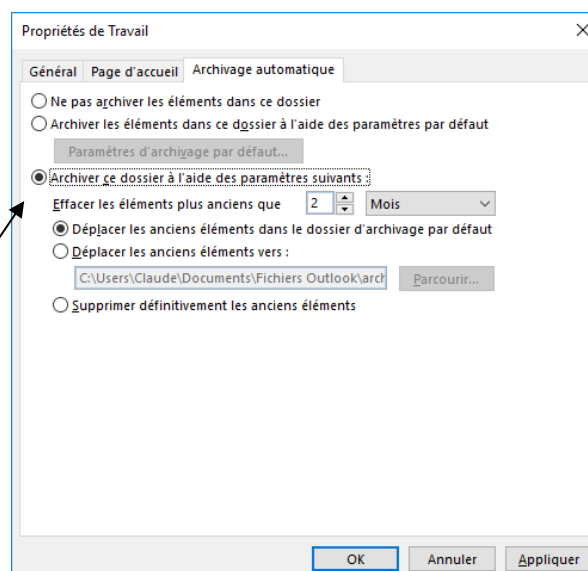 Propriétés de Travail
Général Page d'accueil Archivage automatique
Ne pas archiver les éléments dans ce dossier
Archiver les éléments dans ce dossier à l'aide des paramètres par défaut
Paramètres d'archivage par défaut...
Archiver ce dossier à l'aide des paramètres suivants :
Effacer les éléments plus anciens que 2 Mois
Déplacer les anciens éléments dans le dossier d'archivage par défaut
Déplacer les anciens éléments vers :
C:\Users\Claude\Documents\Fichiers Outlook\arch Parcourir...
Supprimer définitivement les anciens éléments
OK Annuler Appliquer